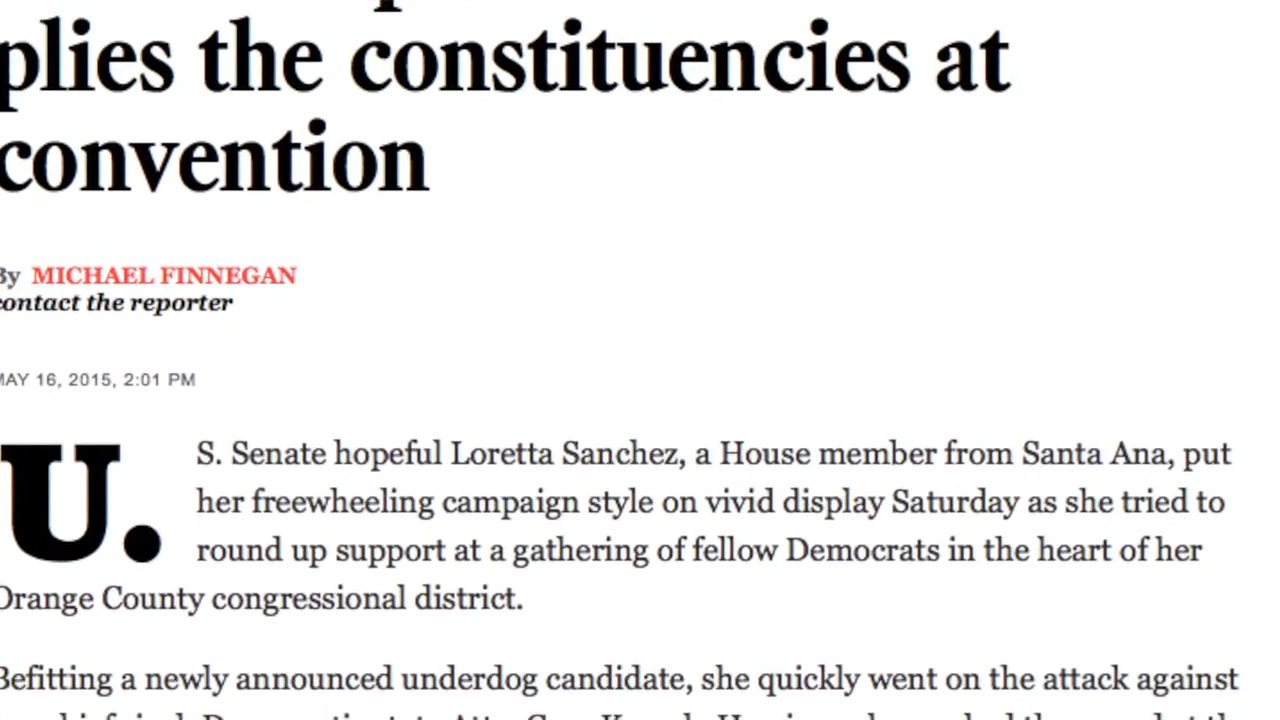 plies the constituencies at
convention
By MICHAEL FINNEGAN
contact the reporter
MAY 16, 2015, 2:01 PM
U.S. Senate hopeful Loretta Sanchez, a House member from Santa Ana, put
her freewheeling campaign style on vivid display Saturday as she tried to
round up support at a gathering of fellow Democrats in the heart of her
Orange County congressional district.
Befitting a newly announced underdog candidate, she quickly went on the attack against